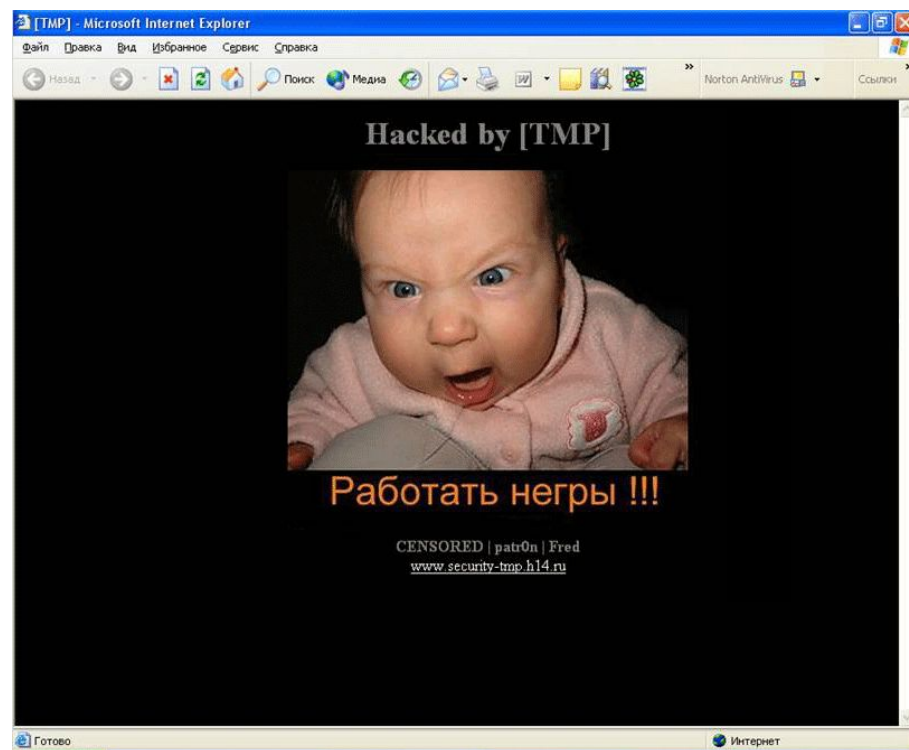 [TMP] - Microsoft Internet Explorer
Файл Правка Вид Избранное Сервис Справка
Назад Поиск Медиа Norton AntiVirus Ссылки
Hacked by [TMP]
Работать негры !!!
CENSORED | patr0n | Fred
www.security-tmp.h14.ru
Готово Интернет